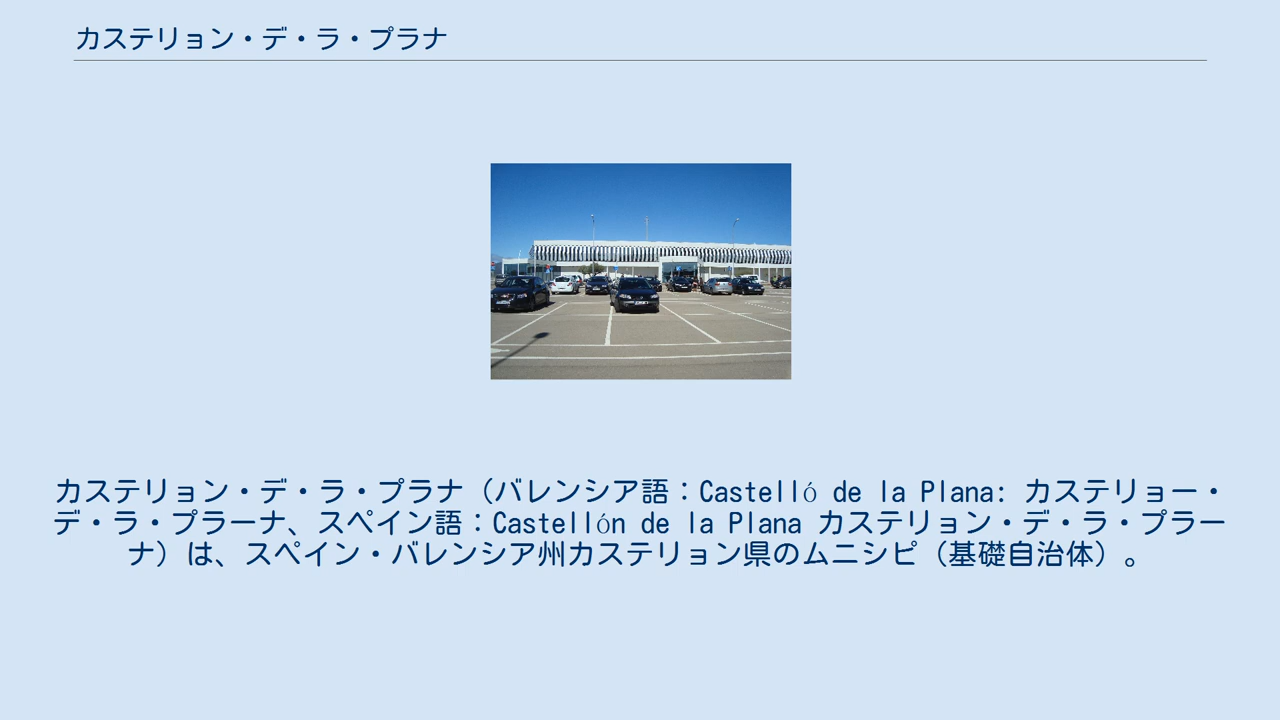 カステリョン・デ・ラ・プラナ
カステリョン・デ・ラ・プラナ（バレンシア語：Castelló de la Plana: カステリョー・
デ・ラ・プラーナ、スペイン語：Castellón de la Plana カステリョン・デ・ラ・プラー
ナ）は、スペイン・バレンシア州カステリョン県のムニシピ（基礎自治体）。